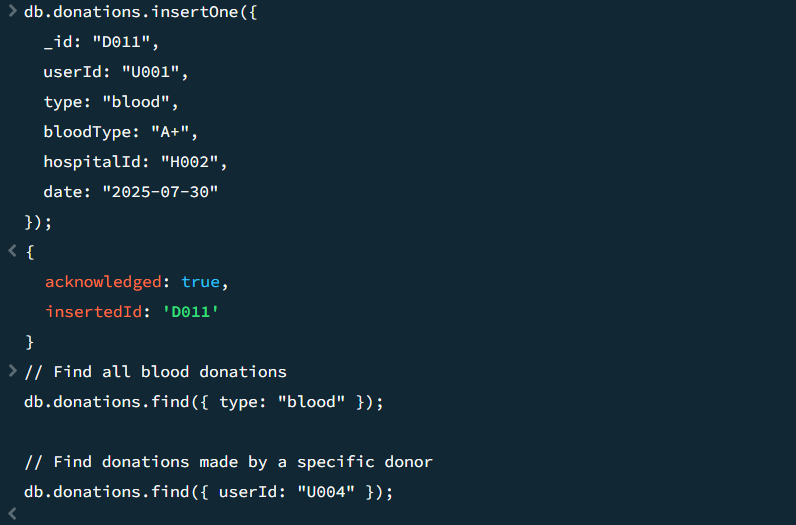 > db.donations.insertOne({
_id: "D011",
userId: "U001",
type: "blood",
bloodType: "A+",
hospitalId: "H002",
date: "2025-07-30"
});
< {
acknowledged: true,
insertedId: 'D011'
}
> // Find all blood donations
db.donations.find({ type: "blood" });
// Find donations made by a specific donor
db.donations.find({ userId: "U004" });
<